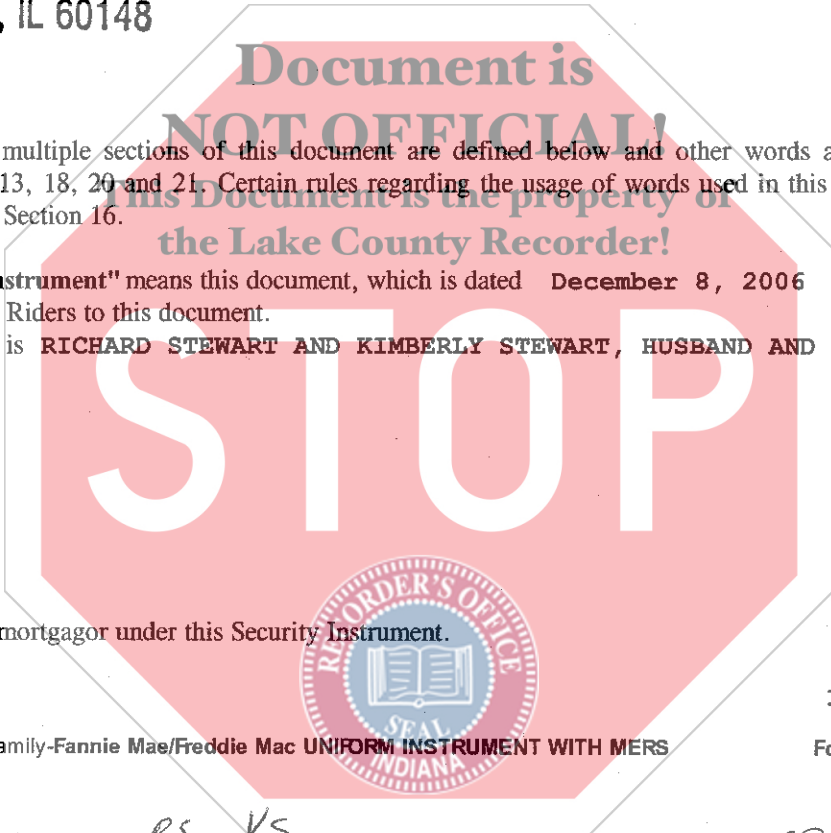 , IL 60148
Document is
NOT OFFICIAL!
multiple sections of this document are defined below and other words a
13, 18, 20 and 21. Certain rules regarding the usage of words used in this
This Document is the property of
Section 16.
the Lake County Recorder!
strument" means this document, which is dated December 8, 2006
Riders to this document.
is RICHARD STEWART AND KIMBERLY STEWART, HUSBAND AND
STOP
mortgagor under this Security Instrument.
RECORDER'S OFFICE
SEAL
INDIANA
amily-Fannie Mae/Freddie Mac UNIFORM INSTRUMENT WITH MERS Fo
RS KS